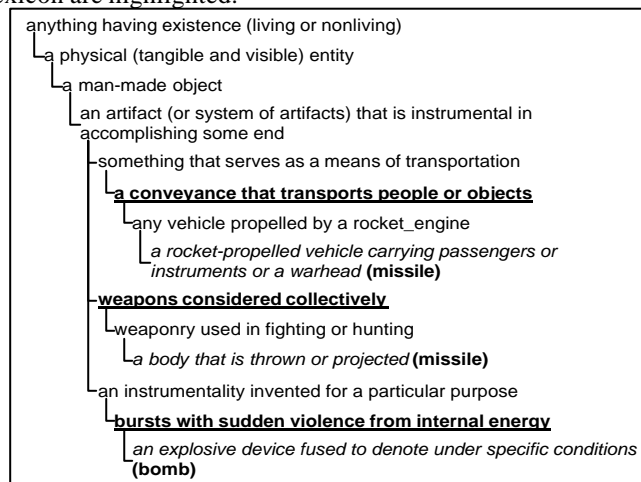 exicon are highlighted.
anything having existence (living or nonliving)
a physical (tangible and visible) entity
a man-made object
an artifact (or system of artifacts) that is instrumental in
accomplishing some end
something that serves as a means of transportation
a conveyance that transports people or objects
any vehicle propelled by a rocket_engine
a rocket-propelled vehicle carrying passengers or
instruments or a warhead (missile)
weapons considered collectively
weaponry used in fighting or hunting
a body that is thrown or projected (missile)
an instrumentality invented for a particular purpose
bursts with sudden violence from internal energy
an explosive device fused to denote under specific conditions
(bomb)